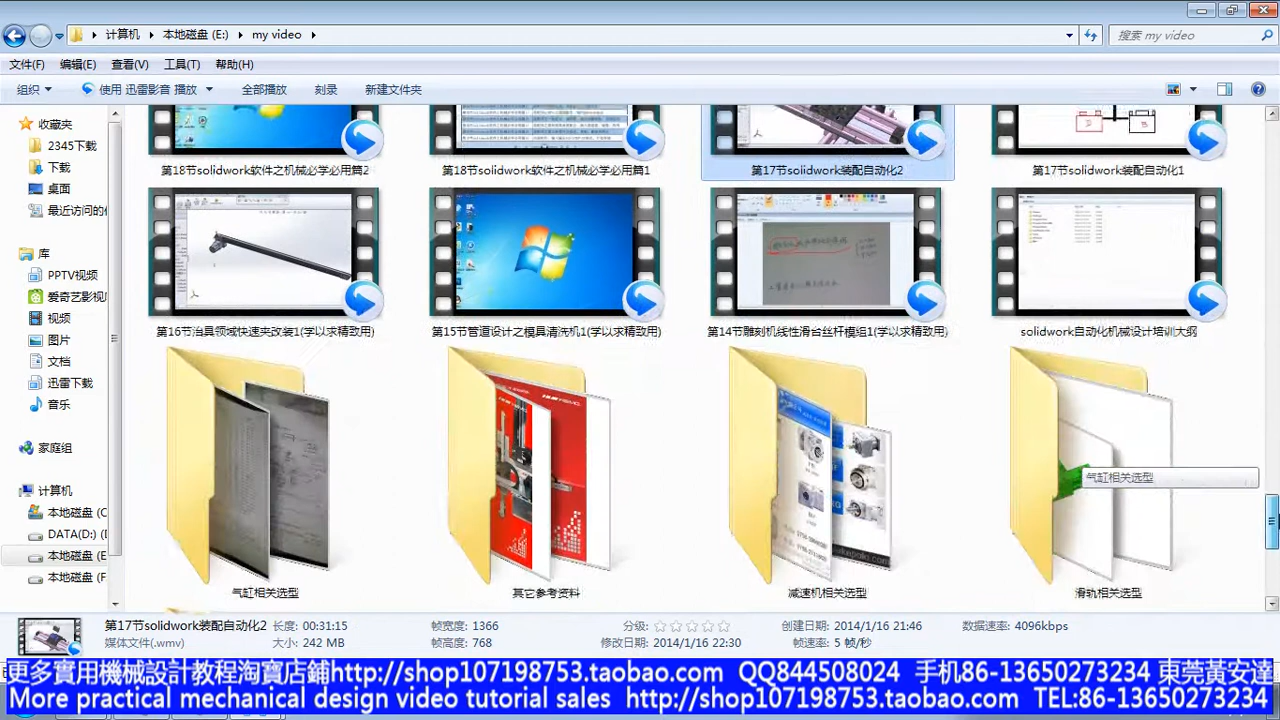 计算机 本地磁盘 (E:) my video
搜索 my video
文件(F) 编辑(E) 查看(V) 工具(T) 帮助(H)
组织 使用 迅雷影音 播放 全部播放 刻录 新建文件夹
收藏夹
2345下载
下载
桌面
最近访问的
库
PPTV视频
爱奇艺影视
视频
图片
文档
迅雷下载
音乐
家庭组
计算机
本地磁盘 (C
DATA(D:) (
本地磁盘 (E
本地磁盘 (F
第18节solidwork软件之机械必学必用篇2
第18节solidwork软件之机械必学必用篇1
第17节solidwork装配自动化2
第17节solidwork装配自动化1
第16节治具领域快速夹改装1(学以求精致用)
第15节管道设计之模具清洗机1(学以求精致用)
第14节雕刻机线性滑台丝杆模组1(学以求精致用)
solidwork自动化机械设计培训大纲
气缸相关选型
气缸相关选型
其它参考资料
减速机相关选型
滑轨相关选型
第17节solidwork装配自动化2 长度: 00:31:15 帧宽度: 1366 分级: 创建日期: 2014/1/16 21:46 数据速率: 4096kbps
媒体文件(.wmv) 大小: 242 MB 帧高度: 768 修改日期: 2014/1/16 22:30 帧速率: 5 帧/秒
更多實用機械設計教程淘寶店鋪http://shop107198753.taobao.com QQ844508024 手机86-13650273234 東莞黃安達
More practical mechanical design video tutorial sales http://shop107198753.taobao.com TEL:86-13650273234